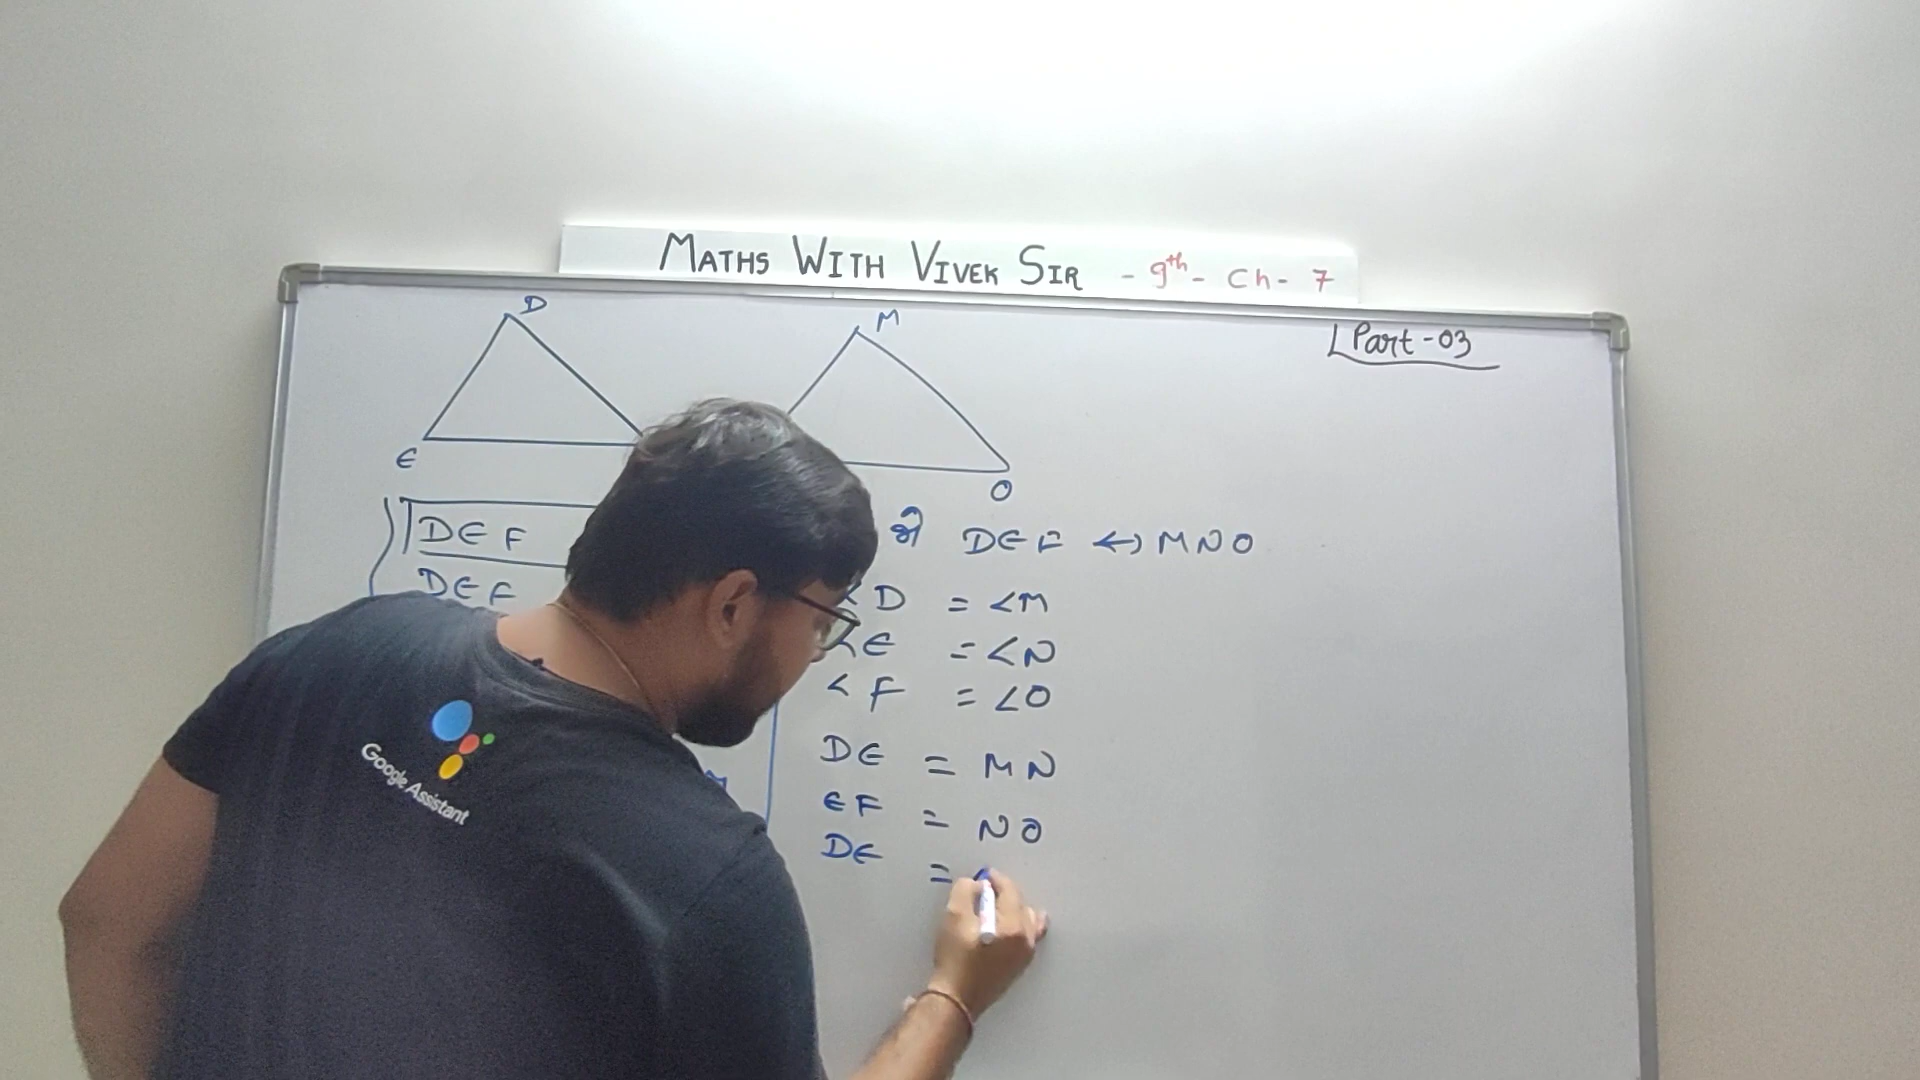 MATHS WITH VIVEK SIR - 9th - Ch - 7
Part - 03
D
M
E
O
DEF
DEF
જો DEF ↔ MNO
∠D = ∠M
∠E = ∠N
∠F = ∠O
DE = MN
EF = NO
DE =
Google Assistant